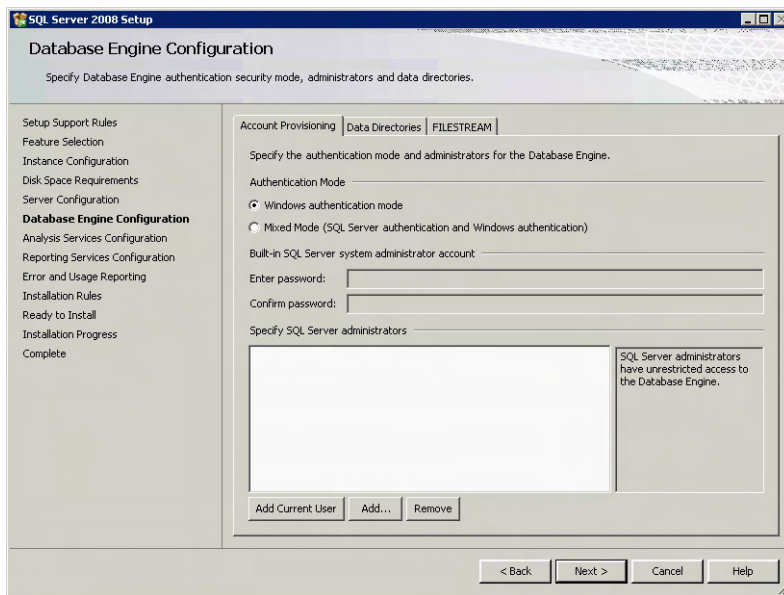 SQL Server 2008 Setup
Database Engine Configuration
Specify Database Engine authentication security mode, administrators and data directories.
Setup Support Rules
Feature Selection
Instance Configuration
Disk Space Requirements
Server Configuration
Database Engine Configuration
Analysis Services Configuration
Reporting Services Configuration
Error and Usage Reporting
Installation Rules
Ready to Install
Installation Progress
Complete
Account Provisioning Data Directories FILESTREAM
Specify the authentication mode and administrators for the Database Engine.
Authentication Mode
Windows authentication mode
Mixed Mode (SQL Server authentication and Windows authentication)
Built-in SQL Server system administrator account
Enter password:
Confirm password:
Specify SQL Server administrators
SQL Server administrators
have unrestricted access to
the Database Engine.
Add Current User Add... Remove
< Back Next > Cancel Help